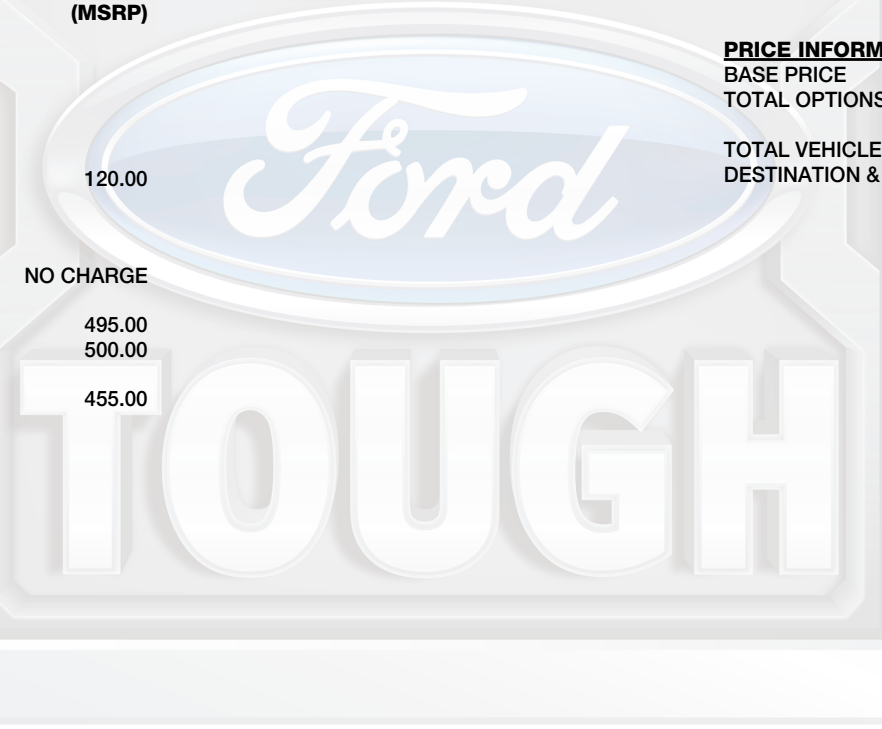 (MSRP)
120.00
NO CHARGE
495.00
500.00
455.00
PRICE INFORM
BASE PRICE
TOTAL OPTIONS
TOTAL VEHICLE
DESTINATION &
Ford
TOUGH